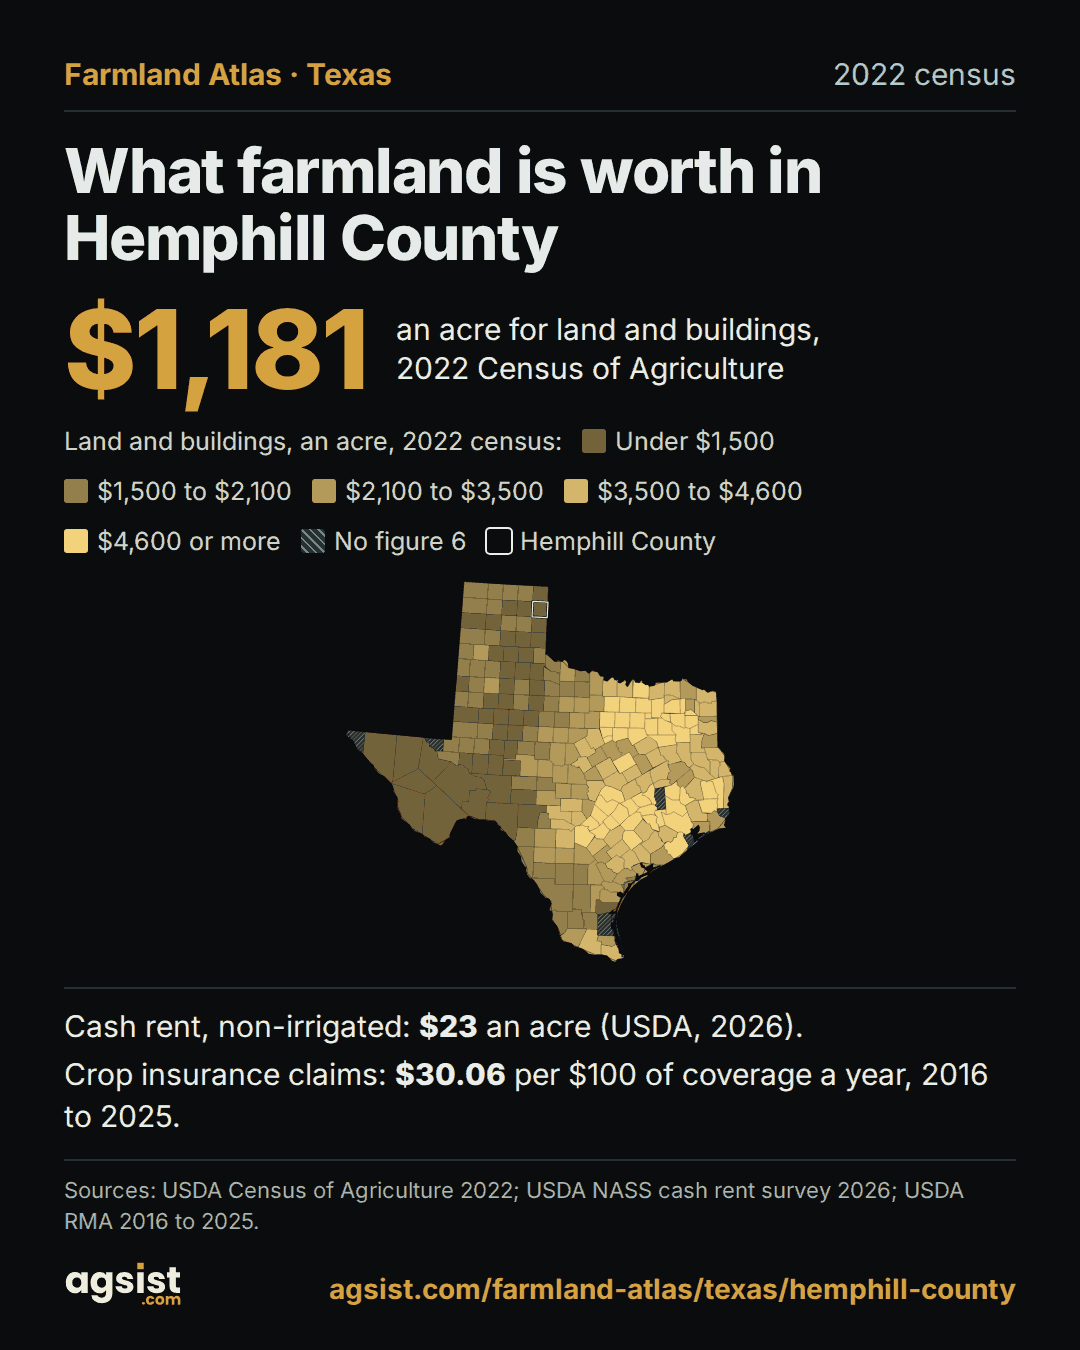 Farmland Atlas · Texas
2022 census
What farmland is worth in
Hemphill County
$1,181
an acre for land and buildings,
2022 Census of Agriculture
Land and buildings, an acre, 2022 census: Under $1,500
$1,500 to $2,100 $2,100 to $3,500 $3,500 to $4,600
$4,600 or more No figure 6 Hemphill County
Cash rent, non-irrigated: $23 an acre (USDA, 2026).
Crop insurance claims: $30.06 per $100 of coverage a year, 2016
to 2025.
Sources: USDA Census of Agriculture 2022; USDA NASS cash rent survey 2026; USDA
RMA 2016 to 2025.
agsist
.com
agsist.com/farmland-atlas/texas/hemphill-county